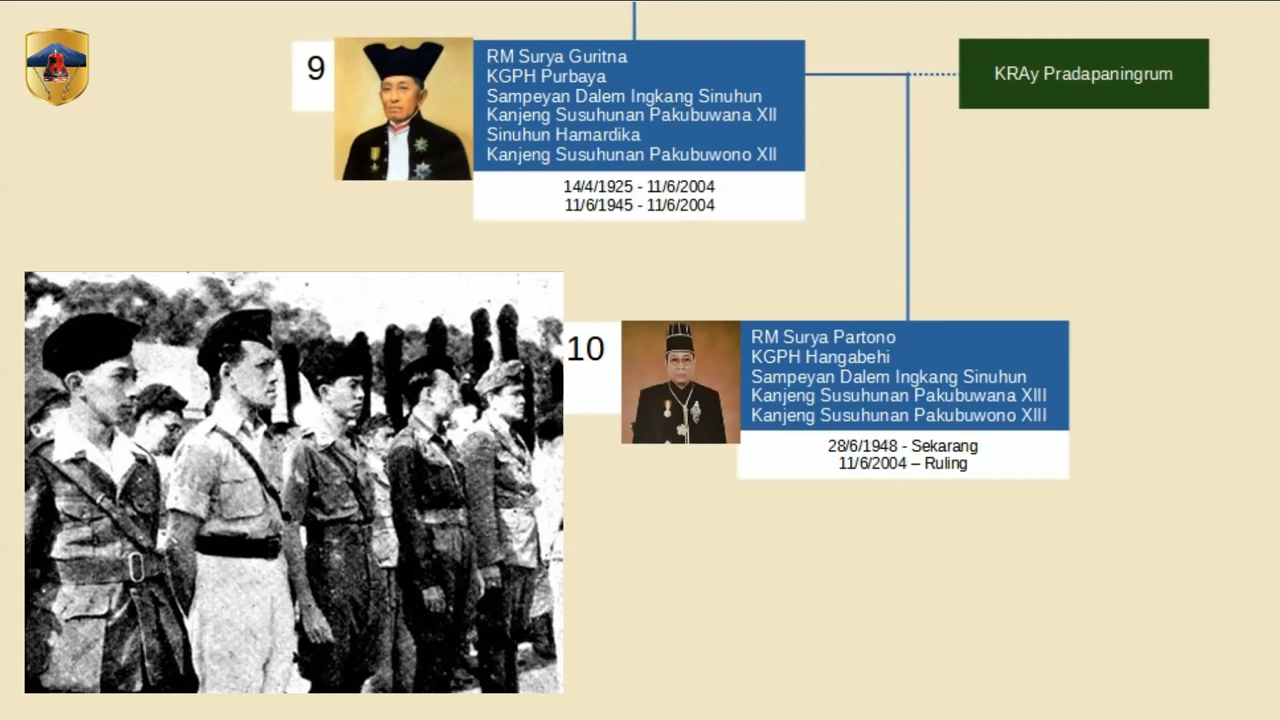 9
RM Surya Guritna
KGPH Purbaya
Sampeyan Dalem Ingkang Sinuhun
Kanjeng Susuhunan Pakubuwana XII
Sinuhun Hamardika
Kanjeng Susuhunan Pakubuwono XII
14/4/1925 - 11/6/2004
11/6/1945 - 11/6/2004
KRAy Pradapaningrum
10
RM Surya Partono
KGPH Hangabehi
Sampeyan Dalem Ingkang Sinuhun
Kanjeng Susuhunan Pakubuwana XIII
Kanjeng Susuhunan Pakubuwono XIII
28/6/1948 - Sekarang
11/6/2004 – Ruling